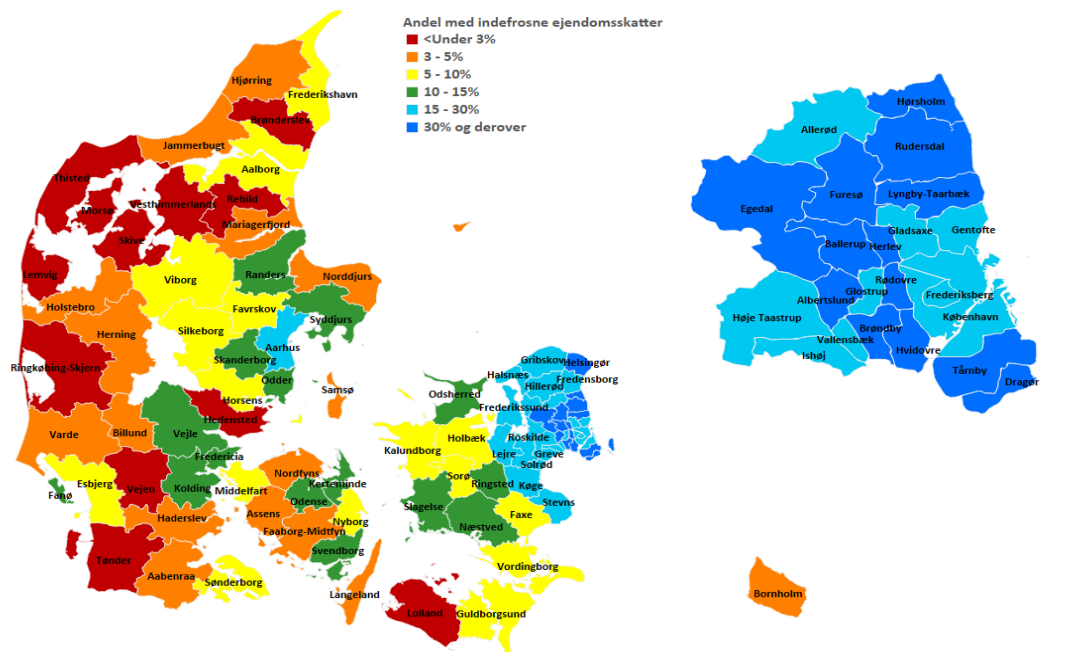 Andel med indefrosne ejendomsskatter
<Under 3%
3 - 5%
5 - 10%
10 - 15%
15 - 30%
30% og derover
Hjørring
Frederikshavn
Brønderslev
Jammerbugt
Aalborg
Thisted
Morsø
Vesthimmerlands
Rebild
Mariagerfjord
Skive
Lemvig
Viborg
Randers
Norddjurs
Holstebro
Favrskov
Syddjurs
Herning
Silkeborg
Aarhus
Skanderborg
Ringkøbing-Skjern
Odder
Samsø
Horsens
Hedensted
Varde
Billund
Vejle
Fredericia
Esbjerg
Fanø
Vejen
Kolding
Middelfart
Nordfyns
Kerteminde
Odense
Assens
Nyborg
Haderslev
Faaborg-Midtfyn
Svendborg
Tønder
Aabenraa
Sønderborg
Langeland
Gribskov
Helsingør
Halsnæs
Hillerød
Fredensborg
Odsherred
Frederikssund
Holbæk
Roskilde
Kalundborg
Lejre
Greve
Solrød
Sorø
Ringsted
Køge
Slagelse
Stevns
Næstved
Faxe
Vordingborg
Lolland
Guldborgsund
Hørsholm
Allerød
Rudersdal
Furesø
Lyngby-Taarbæk
Egedal
Gladsaxe
Gentofte
Ballerup
Herlev
Rødovre
Glostrup
Frederiksberg
Albertslund
Høje Taastrup
København
Brøndby
Vallensbæk
Hvidovre
Ishøj
Tårnby
Dragør
Bornholm